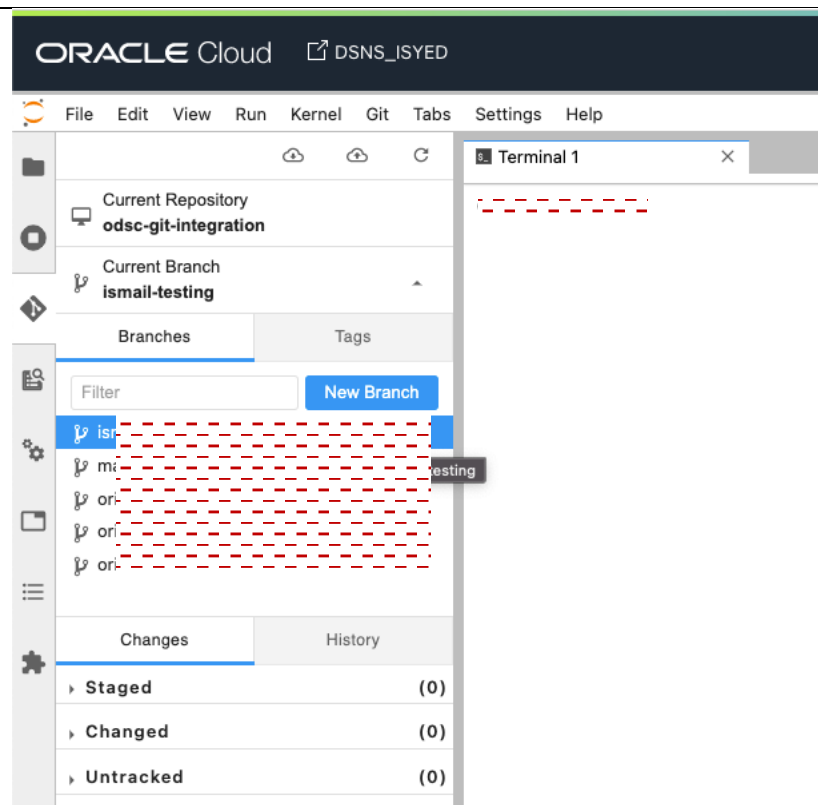 ORACLE Cloud DSNS_ISYED
File Edit View Run Kernel Git Tabs Settings Help
Terminal 1
Current Repository
odsc-git-integration
Current Branch
ismail-testing
Branches Tags
Filter New Branch
testing
Changes History
Staged (0)
Changed (0)
Untracked (0)